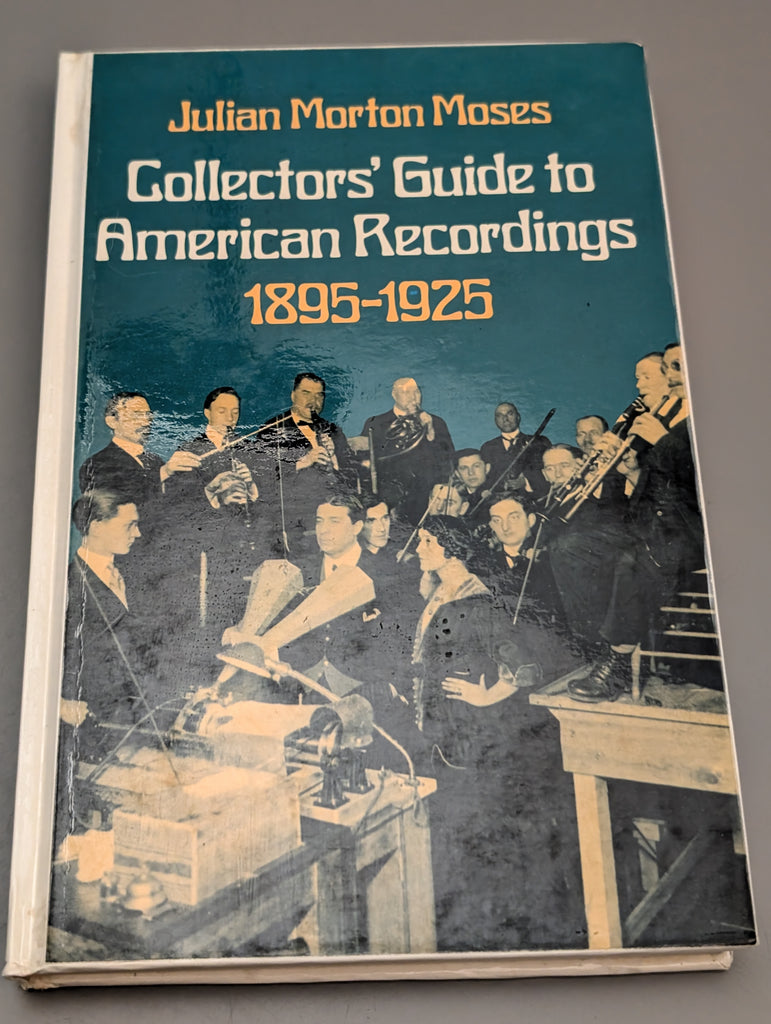 Julian Morton Moses
Collectors' Guide to
American Recordings
1895-1925